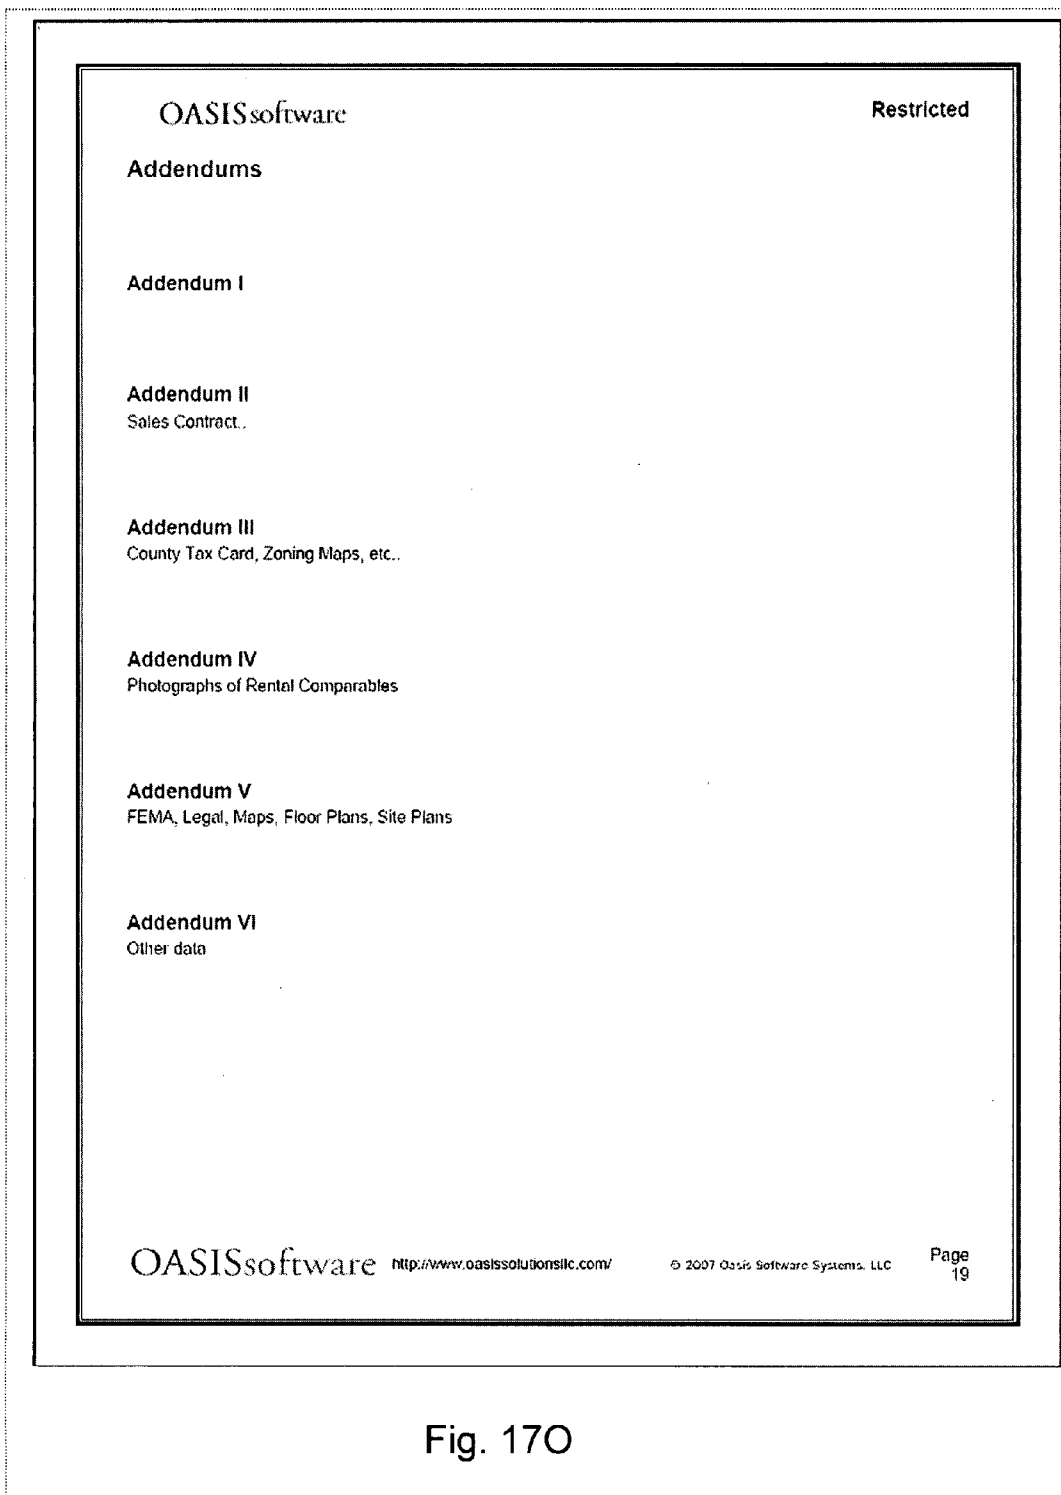 OASISsoftware Restricted
Addendums
Addendum I
Addendum II
Sales Contract..
Addendum III
County Tax Card, Zoning Maps, etc..
Addendum IV
Photographs of Rental Comparables
Addendum V
FEMA, Legal, Maps, Floor Plans, Site Plans
Addendum VI
Other data
OASISsoftware http://www.oasissolutionsllc.com/ © 2007 Oasis Software Systems, LLC Page
19
Fig. 17O